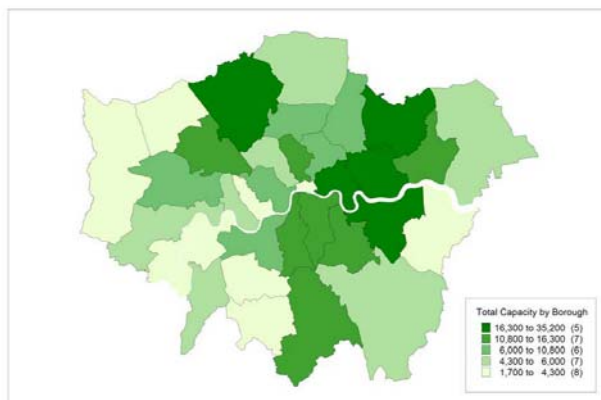 Total Capacity by Borough
16,300 to 35,200 (5)
10,800 to 16,300 (7)
6,000 to 10,800 (6)
4,300 to 6,000 (7)
1,700 to 4,300 (8)